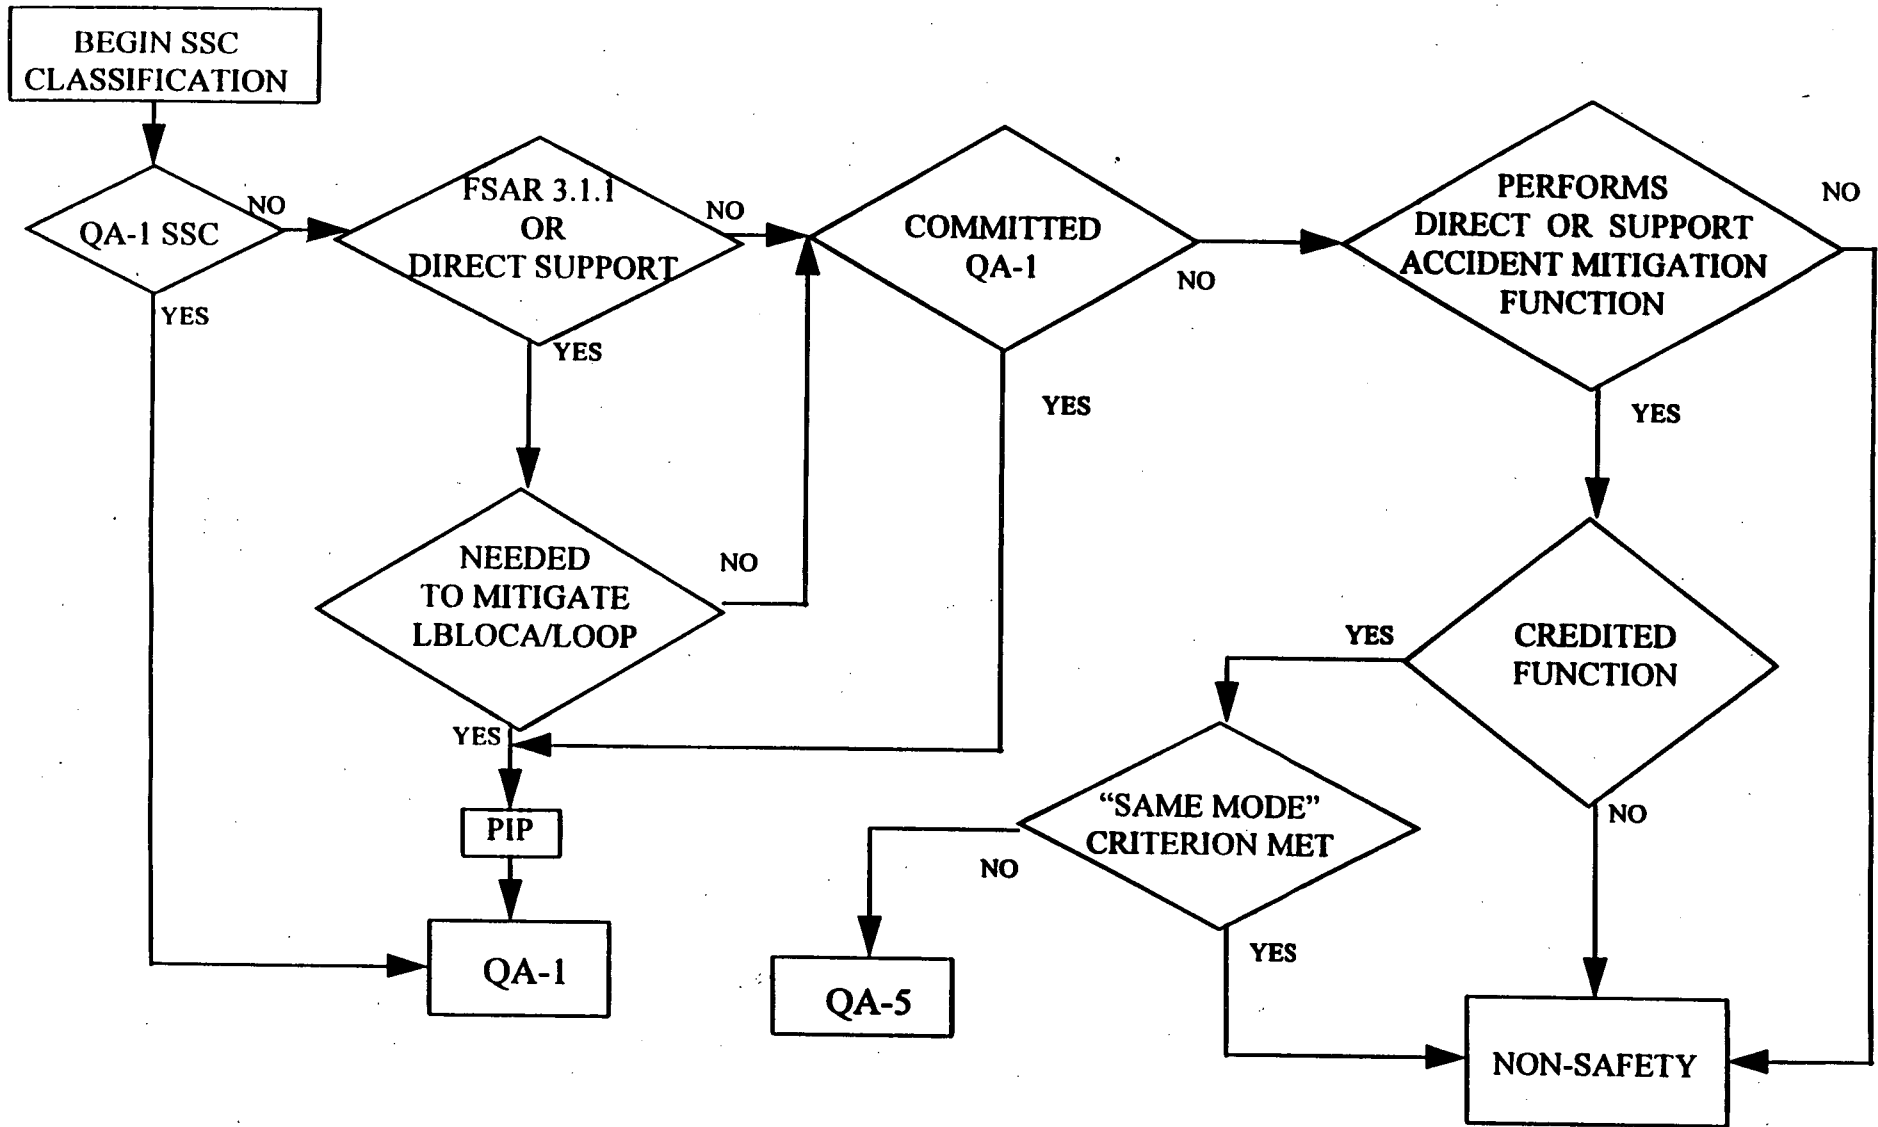 BEGIN SSC
CLASSIFICATION
QA-1 SSC
NO
YES
FSAR 3.1.1
OR
DIRECT SUPPORT
NO
YES
COMMITTED
QA-1
NO
YES
PERFORMS
DIRECT OR SUPPORT
ACCIDENT MITIGATION
FUNCTION
NO
YES
NEEDED
TO MITIGATE
LBLOCA/LOOP
NO
YES
CREDITED
FUNCTION
YES
NO
"SAME MODE"
CRITERION MET
NO
YES
PIP
QA-1
QA-5
NON-SAFETY